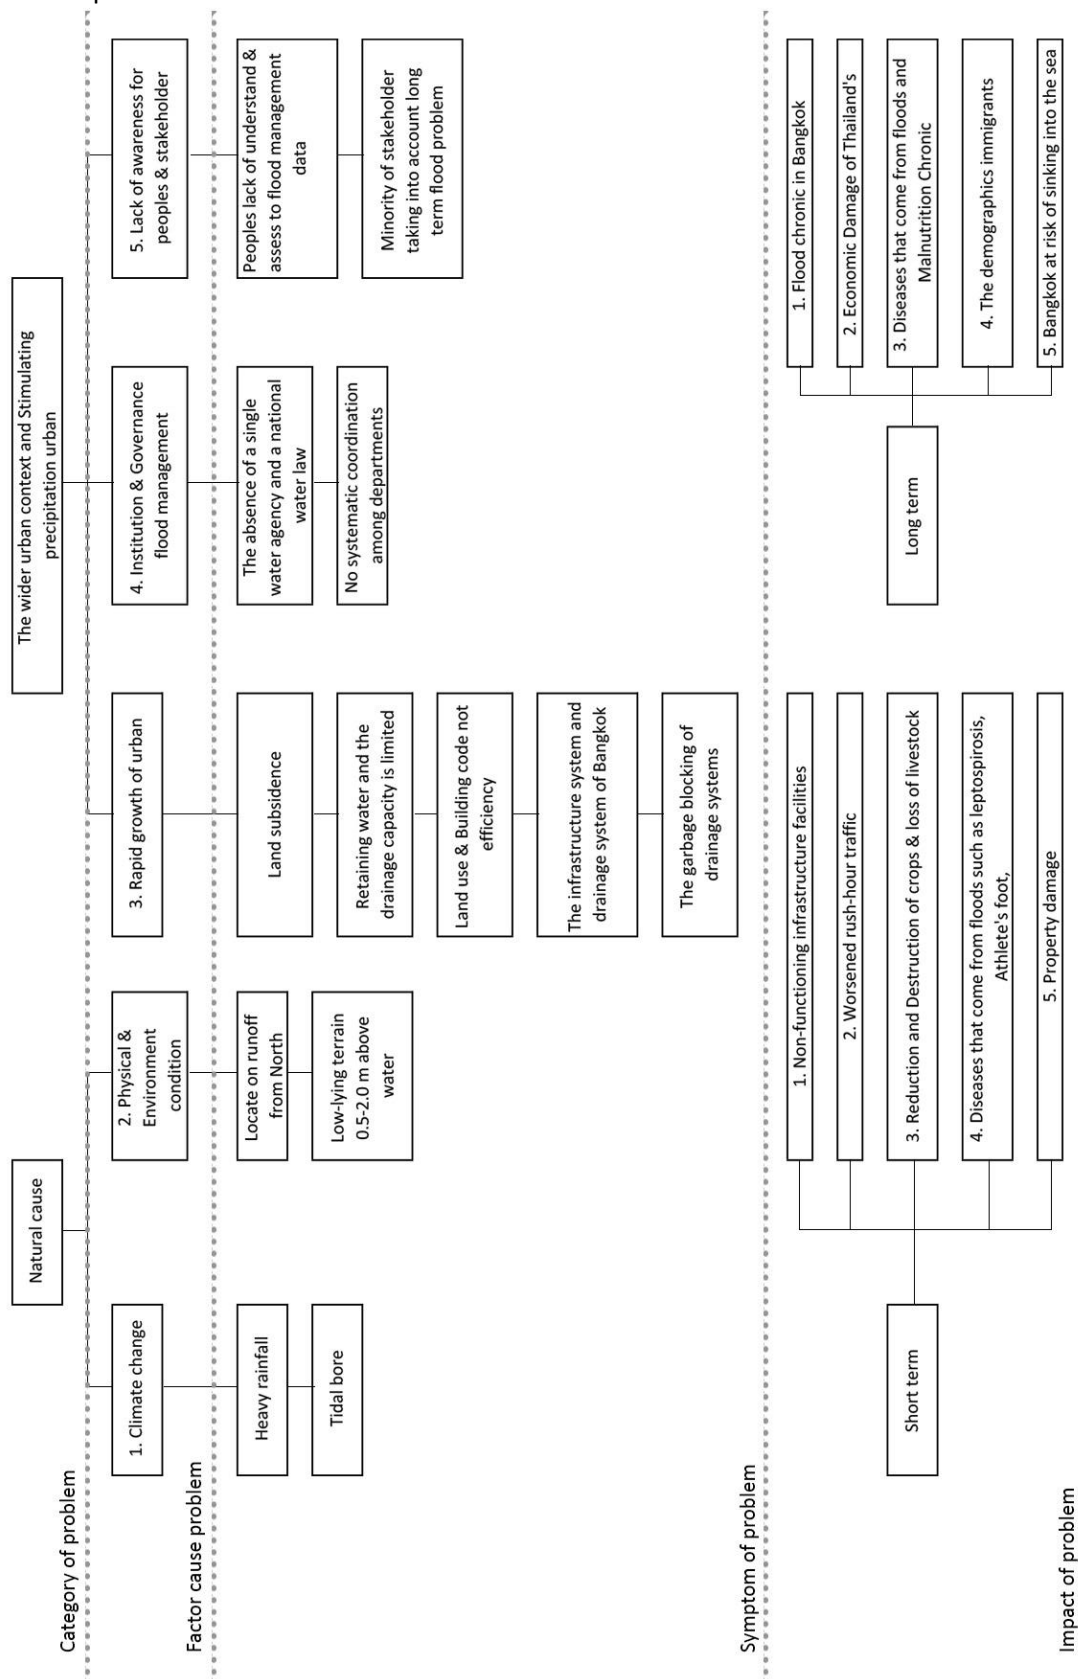 Category of problem
Natural cause
The wider urban context and Stimulating
precipitation urban
Factor cause problem
1. Climate change
2. Physical &
Environment
condition
3. Rapid growth of urban
4. Institution & Governance
flood management
5. Lack of awareness for
peoples & stakeholder
Symptom of problem
Heavy rainfall
Tidal bore
Locate on runoff
from North
Low-lying terrain
0.5-2.0 m above
water
Land subsidence
Retaining water and the
drainage capacity is limited
Land use & Building code not
efficiency
The infrastructure system and
drainage system of Bangkok
The garbage blocking of
drainage systems
The absence of a single
water agency and a national
water law
No systematic coordination
among departments
Peoples lack of understand &
assess to flood management
data
Minority of stakeholder
taking into account long
term flood problem
Impact of problem
Short term
1. Non-functioning infrastructure facilities
2. Worsened rush-hour traffic
3. Reduction and Destruction of crops & loss of livestock
4. Diseases that come from floods such as leptospirosis,
Athlete's foot,
5. Property damage
Long term
1. Flood chronic in Bangkok
2. Economic Damage of Thailand's
3. Diseases that come from floods and
Malnutrition Chronic
4. The demographics immigrants
5. Bangkok at risk of sinking into the sea